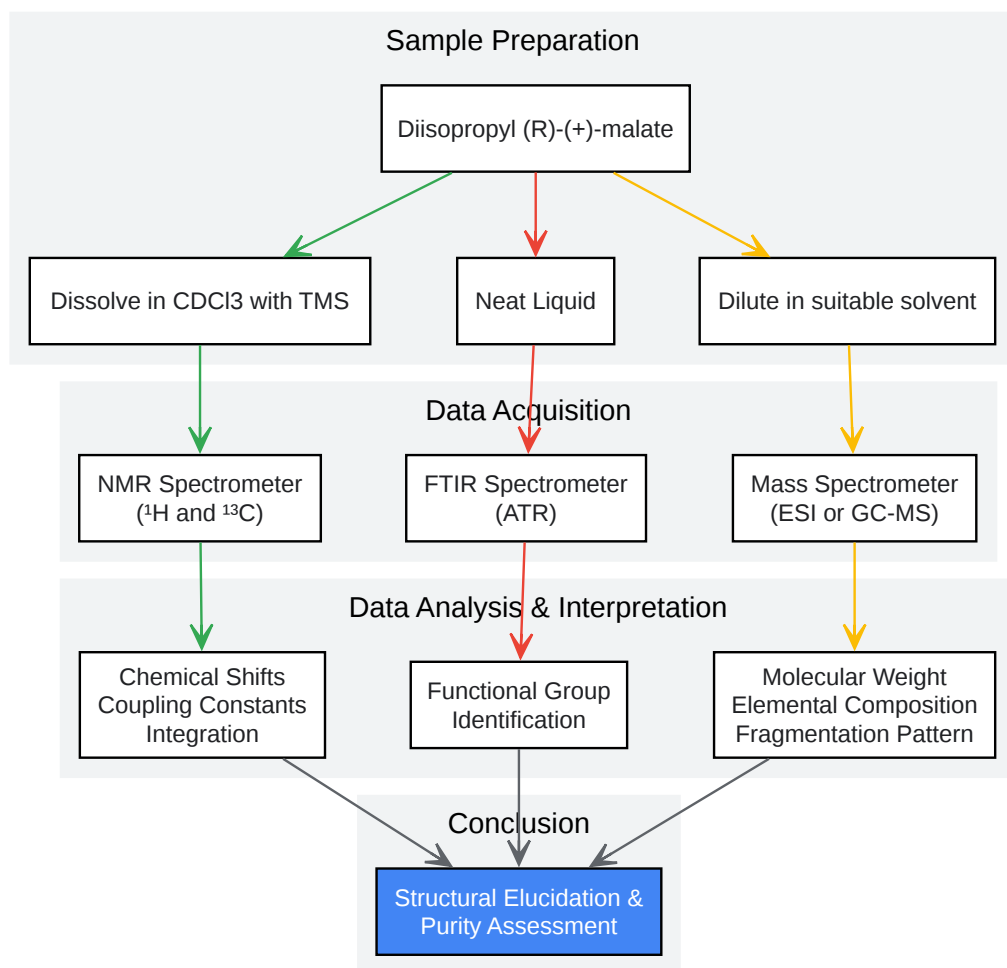 Sample Preparation
Diisopropyl (R)-(+)-malate
Dissolve in CDCl3 with TMS
Neat Liquid
Dilute in suitable solvent
Data Acquisition
NMR Spectrometer
(¹H and ¹³C)
FTIR Spectrometer
(ATR)
Mass Spectrometer
(ESI or GC-MS)
Data Analysis & Interpretation
Chemical Shifts
Coupling Constants
Integration
Functional Group
Identification
Molecular Weight
Elemental Composition
Fragmentation Pattern
Conclusion
Structural Elucidation &
Purity Assessment